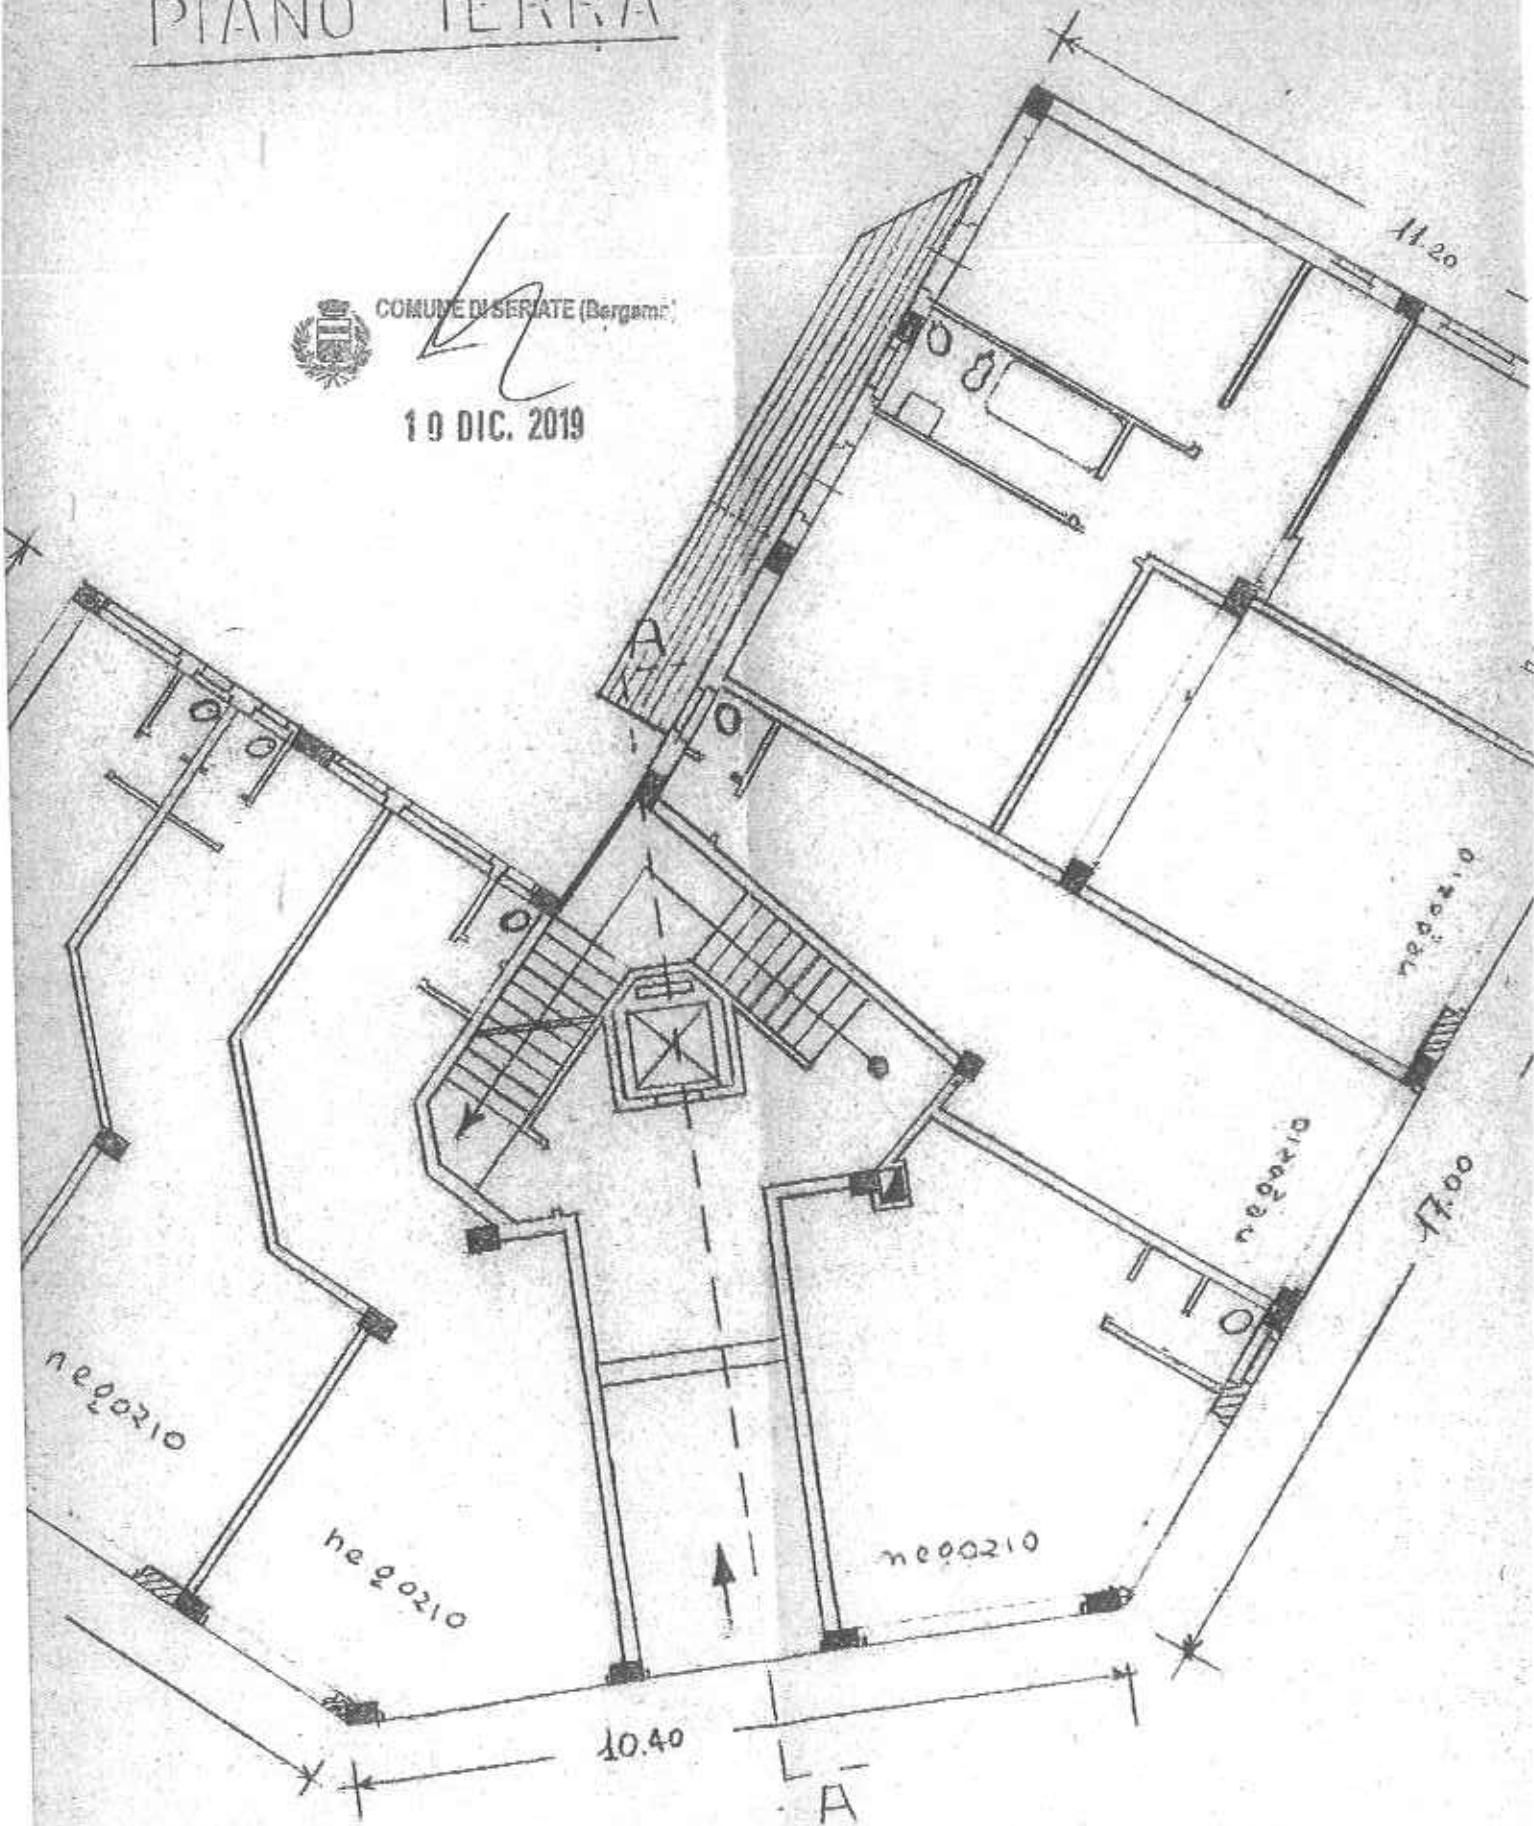 PIANO TERRA
11.20
COMUNE DI SERIATE (Bergamo)
19 DIC. 2019
A
negozio
negozio
17.00
negozio
negozio
negozio
10.40
A